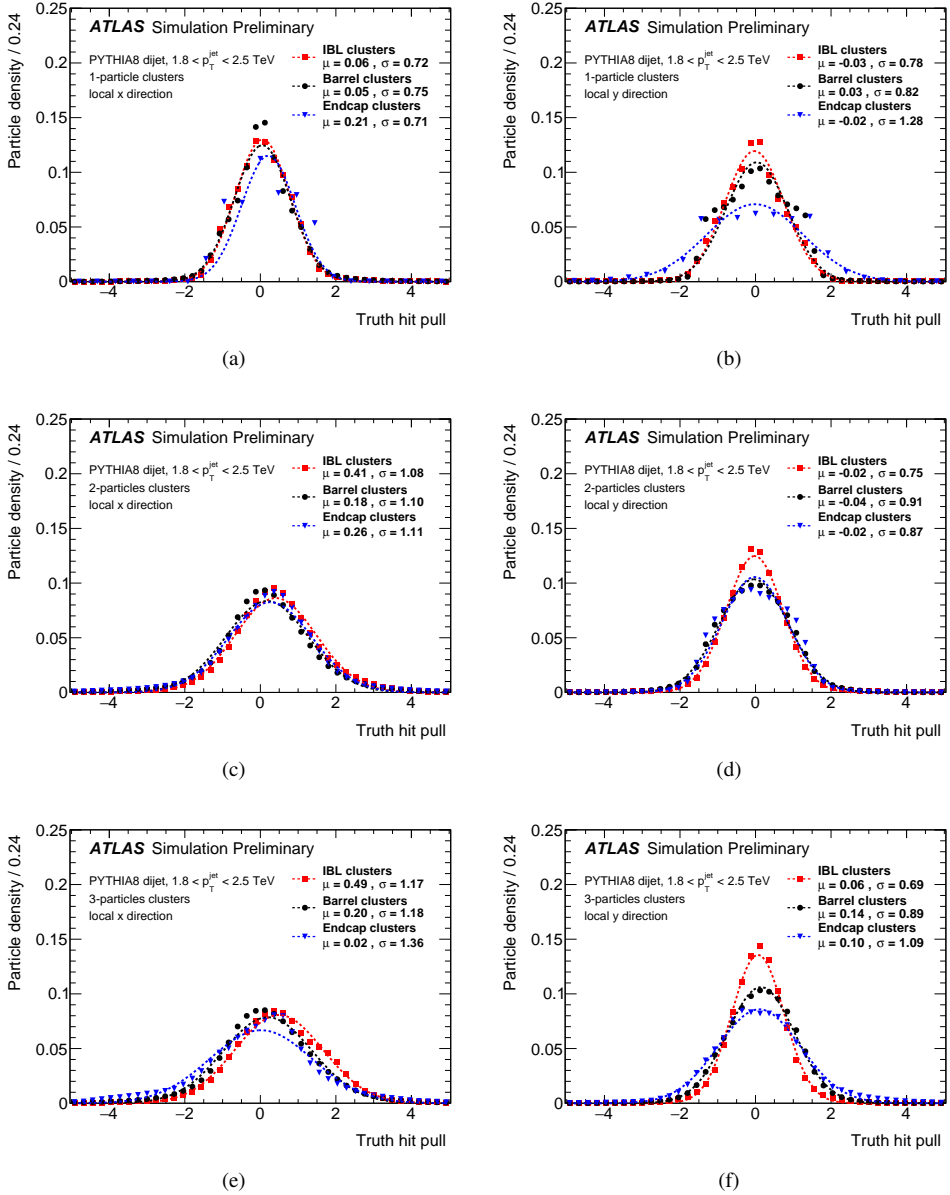 ATLAS Simulation Preliminary
PYTHIA8 dijet, 1.8 < p_T^jet < 2.5 TeV
1-particle clusters
local x direction
IBL clusters
μ = 0.06 , σ = 0.72
Barrel clusters
μ = 0.05 , σ = 0.75
Endcap clusters
μ = 0.21 , σ = 0.71
Particle density / 0.24
0.25
0.2
0.15
0.1
0.05
0
−4 −2 0 2 4
Truth hit pull
(a)
ATLAS Simulation Preliminary
PYTHIA8 dijet, 1.8 < p_T^jet < 2.5 TeV
1-particle clusters
local y direction
IBL clusters
μ = -0.03 , σ = 0.78
Barrel clusters
μ = 0.03 , σ = 0.82
Endcap clusters
μ = -0.02 , σ = 1.28
Particle density / 0.24
0.25
0.2
0.15
0.1
0.05
0
−4 −2 0 2 4
Truth hit pull
(b)
ATLAS Simulation Preliminary
PYTHIA8 dijet, 1.8 < p_T^jet < 2.5 TeV
2-particles clusters
local x direction
IBL clusters
μ = 0.41 , σ = 1.08
Barrel clusters
μ = 0.18 , σ = 1.10
Endcap clusters
μ = 0.26 , σ = 1.11
Particle density / 0.24
0.25
0.2
0.15
0.1
0.05
0
−4 −2 0 2 4
Truth hit pull
(c)
ATLAS Simulation Preliminary
PYTHIA8 dijet, 1.8 < p_T^jet < 2.5 TeV
2-particles clusters
local y direction
IBL clusters
μ = -0.02 , σ = 0.75
Barrel clusters
μ = -0.04 , σ = 0.91
Endcap clusters
μ = -0.02 , σ = 0.87
Particle density / 0.24
0.25
0.2
0.15
0.1
0.05
0
−4 −2 0 2 4
Truth hit pull
(d)
ATLAS Simulation Preliminary
PYTHIA8 dijet, 1.8 < p_T^jet < 2.5 TeV
3-particles clusters
local x direction
IBL clusters
μ = 0.49 , σ = 1.17
Barrel clusters
μ = 0.20 , σ = 1.18
Endcap clusters
μ = 0.02 , σ = 1.36
Particle density / 0.24
0.25
0.2
0.15
0.1
0.05
0
−4 −2 0 2 4
Truth hit pull
(e)
ATLAS Simulation Preliminary
PYTHIA8 dijet, 1.8 < p_T^jet < 2.5 TeV
3-particles clusters
local y direction
IBL clusters
μ = 0.06 , σ = 0.69
Barrel clusters
μ = 0.14 , σ = 0.89
Endcap clusters
μ = 0.10 , σ = 1.09
Particle density / 0.24
0.25
0.2
0.15
0.1
0.05
0
−4 −2 0 2 4
Truth hit pull
(f)